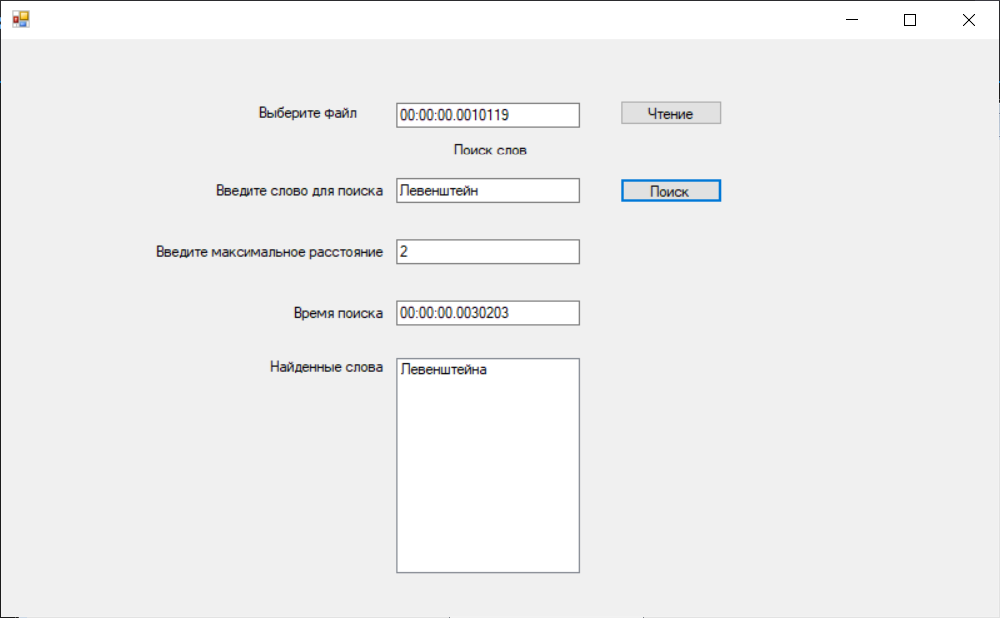 Выберите файл 00:00:00.0010119 Чтение
Поиск слов
Введите слово для поиска Левенштейн Поиск
Введите максимальное расстояние 2
Время поиска 00:00:00.0030203
Найденные слова Левенштейна